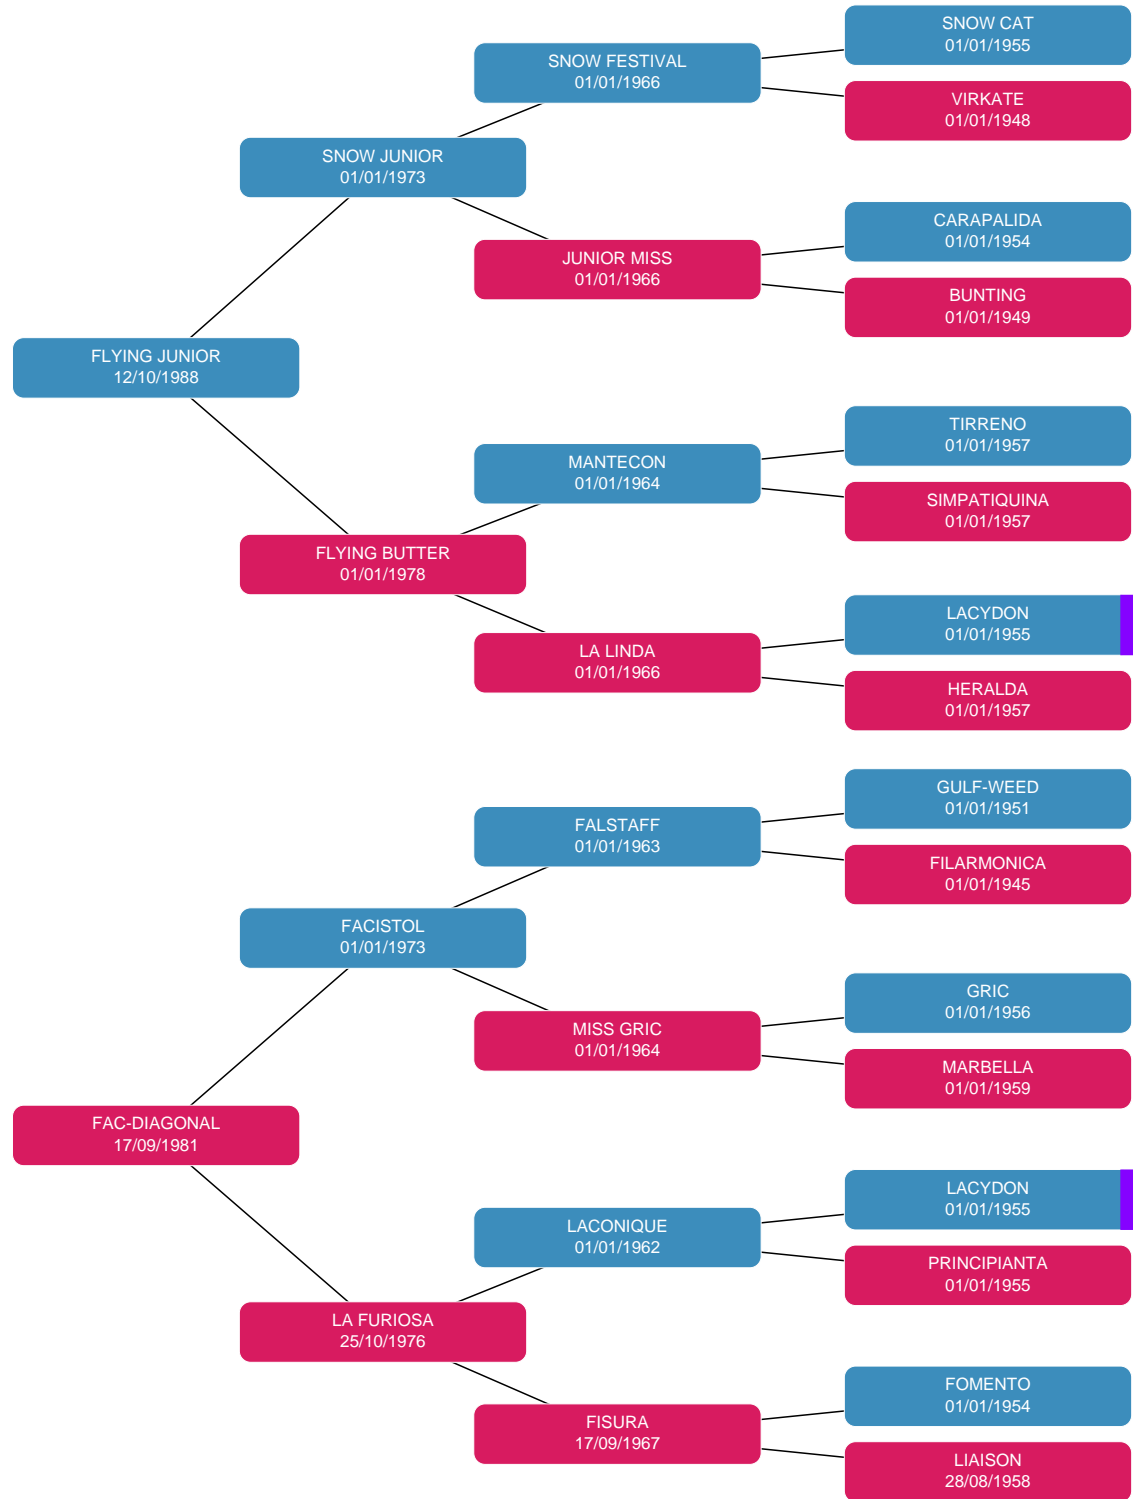 SNOW CAT
01/01/1955
SNOW FESTIVAL
01/01/1966
VIRKATE
01/01/1948
SNOW JUNIOR
01/01/1973
CARAPALIDA
01/01/1954
JUNIOR MISS
01/01/1966
BUNTING
01/01/1949
FLYING JUNIOR
12/10/1988
TIRRENO
01/01/1957
MANTECON
01/01/1964
SIMPATIQUINA
01/01/1957
FLYING BUTTER
01/01/1978
LACYDON
01/01/1955
LA LINDA
01/01/1966
HERALDA
01/01/1957
GULF-WEED
01/01/1951
FALSTAFF
01/01/1963
FILARMONICA
01/01/1945
FACISTOL
01/01/1973
GRIC
01/01/1956
MISS GRIC
01/01/1964
MARBELLA
01/01/1959
FAC-DIAGONAL
17/09/1981
LACYDON
01/01/1955
LACONIQUE
01/01/1962
PRINCIPIANTA
01/01/1955
LA FURIOSA
25/10/1976
FOMENTO
01/01/1954
FISURA
17/09/1967
LIAISON
28/08/1958